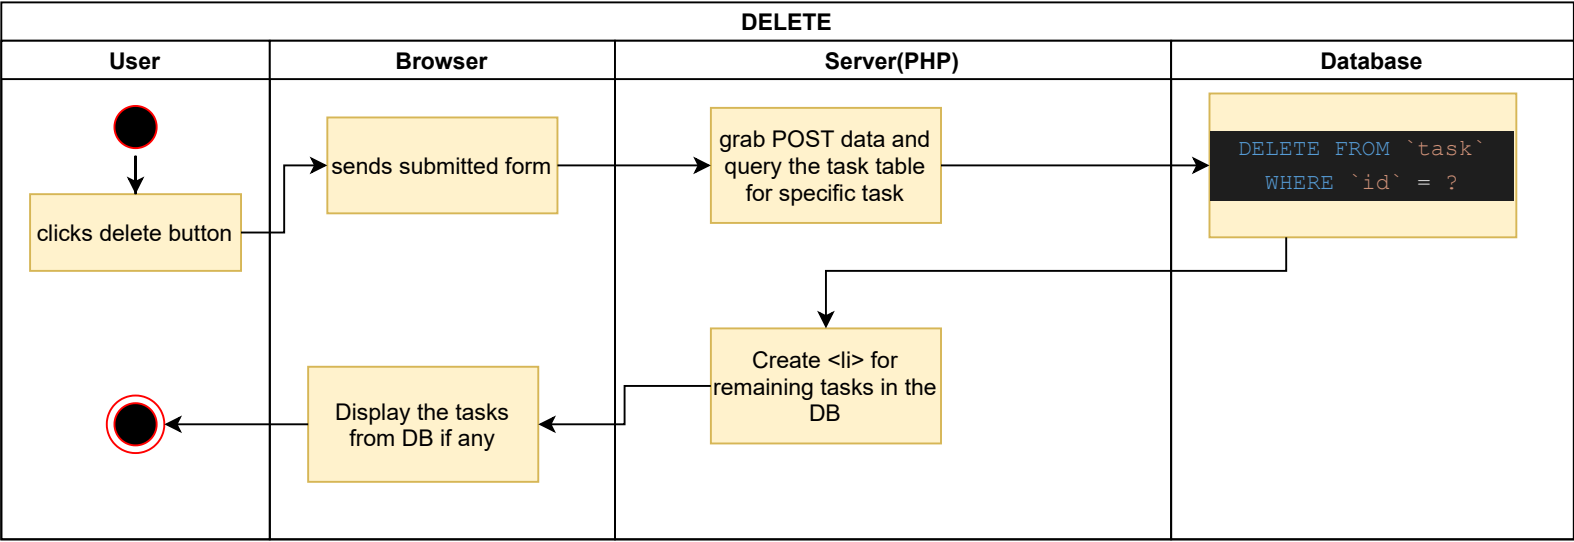 DELETE
User
Browser
Server(PHP)
Database
clicks delete button
sends submitted form
grab POST data and
query the task table
for specific task
DELETE FROM `task`
WHERE `id` = ?
Create <li> for
remaining tasks in the
DB
Display the tasks
from DB if any